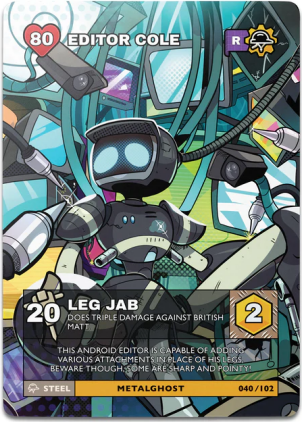 80
EDITOR COLE
R
20
LEG JAB
DOES TRIPLE DAMAGE AGAINST BRITISH
MATT
2
THIS ANDROID EDITOR IS CAPABLE OF ADDING
VARIOUS ATTACHMENTS IN PLACE OF HIS LEGS.
BEWARE THOUGH, SOME ARE SHARP AND POINTY!
STEEL
METALGHOST
040/102